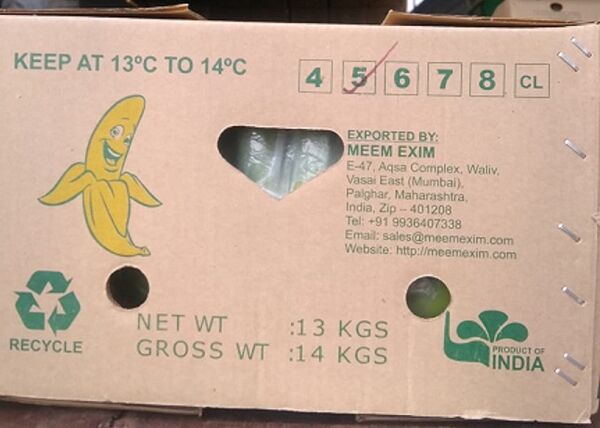 KEEP AT 13ºC TO 14ºC
4 5 6 7 8 CL
EXPORTED BY:
MEEM EXIM
E-47, Aqsa Complex, Waliv,
Vasai East (Mumbai),
Palghar, Maharashtra,
India, Zip – 401208
Tel: +91 9936407338
Email: sales@meemexim.com
Website: http://meemexim.com
NET WT :13 KGS
GROSS WT :14 KGS
RECYCLE
PRODUCT OF
INDIA